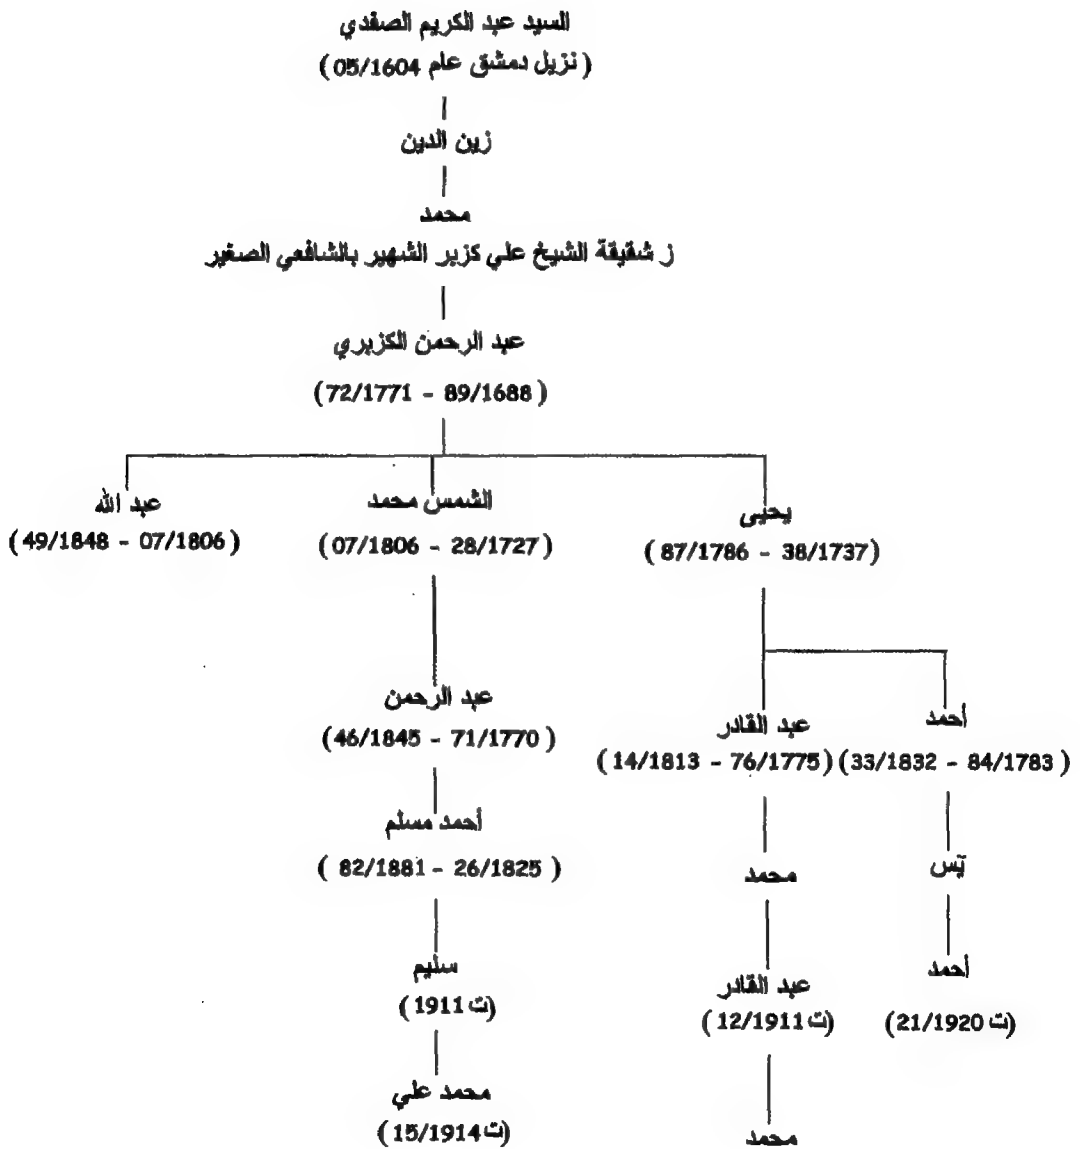 السيد عبد الكريم الصفدي
(نزيل دمشق عام 05/1604)
زين الدين
محمد
ز شقيقة الشيخ علي كزبر الشهير بالشافعي الصغير
عبد الرحمن الكزبري
(89/1688 - 72/1771)
يحيى
(38/1737 - 87/1786)
الشمس محمد
(28/1727 - 07/1806)
عبد الله
(07/1806 - 49/1848)
أحمد
(84/1783 - 33/1832)
عبد القادر
(76/1775 - 14/1813)
عبد الرحمن
(71/1770 - 46/1845)
يٓس
محمد
أحمد مسلم
(26/1825 - 82/1881)
أحمد
(ت 21/1920)
عبد القادر
(ت 12/1911)
سليم
(ت 1911)
محمد
محمد علي
(ت 15/1914)